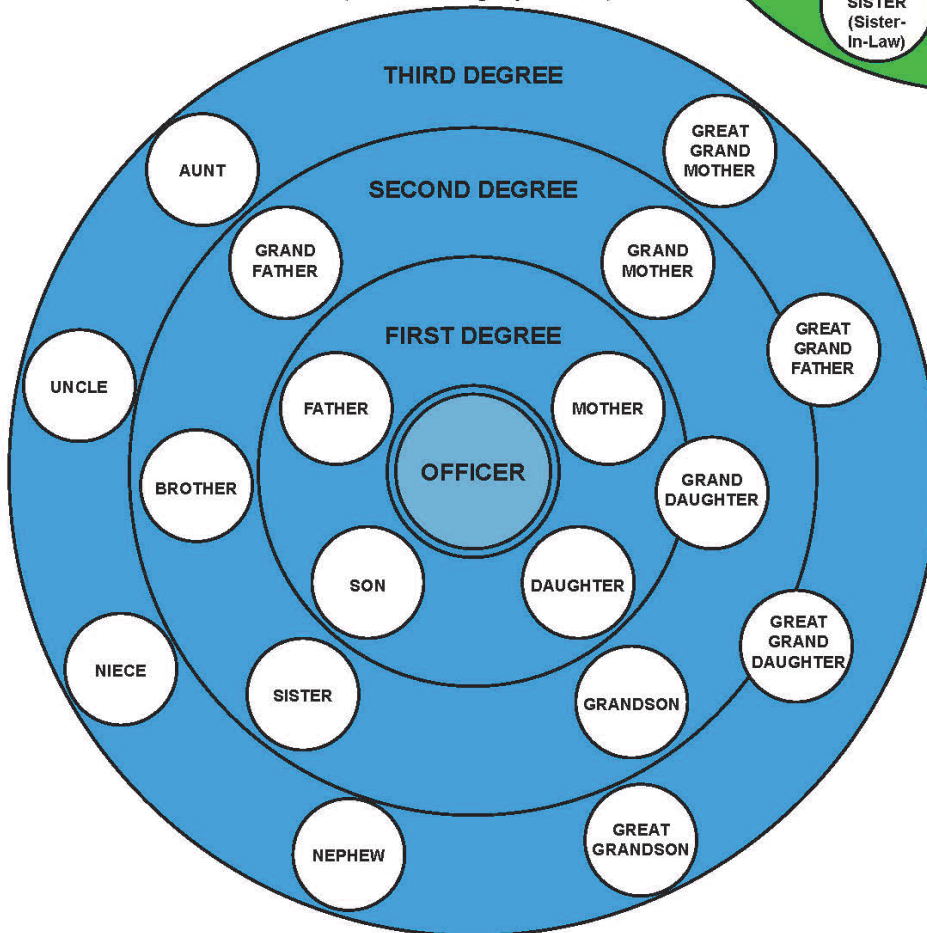 SISTER
(Sister-
In-Law)
THIRD DEGREE
AUNT
GREAT
GRAND
MOTHER
SECOND DEGREE
GRAND
FATHER
GRAND
MOTHER
FIRST DEGREE
GREAT
GRAND
FATHER
UNCLE
FATHER
MOTHER
OFFICER
BROTHER
GRAND
DAUGHTER
SON
DAUGHTER
GREAT
GRAND
DAUGHTER
NIECE
SISTER
GRANDSON
NEPHEW
GREAT
GRANDSON